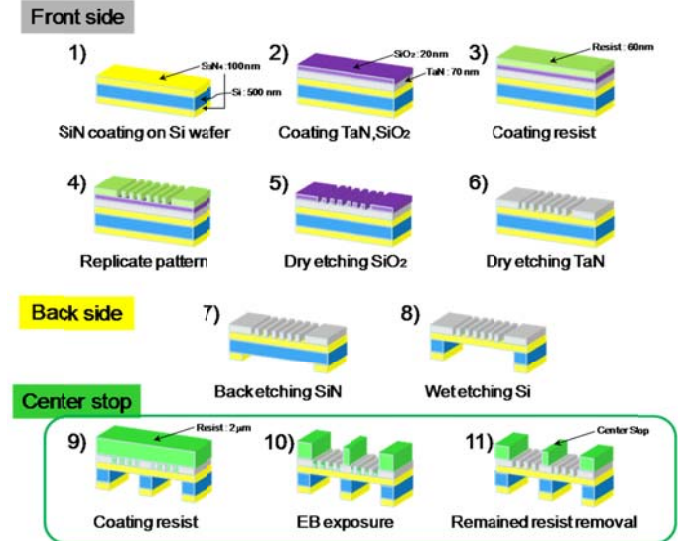 Front side
1)
Si₃N₄ : 100nm
Si : 500 nm
SiN coating on Si wafer
2)
SiO₂ : 20nm
TaN : 70 nm
Coating TaN,SiO₂
3)
Resist : 60nm
Coating resist
4)
Replicate pattern
5)
Dry etching SiO₂
6)
Dry etching TaN
Back side
7)
Back etching SiN
8)
Wet etching Si
Center stop
9)
Resist : 2μm
Coating resist
10)
EB exposure
11)
Center Stop
Remained resist removal